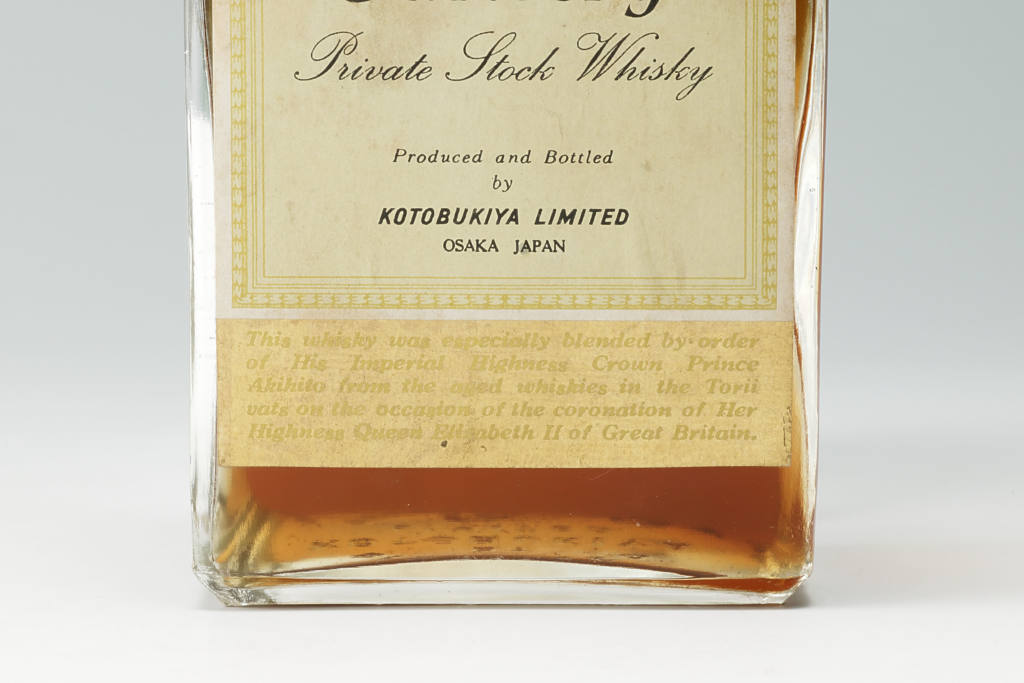 Private Stock Whisky
Produced and Bottled
by
KOTOBUKIYA LIMITED
OSAKA JAPAN
This whisky was especially blended by order
of His Imperial Highness Crown Prince
Akihito from the aged whiskies in the Torii
vats on the occasion of the coronation of Her
Highness Queen Elizabeth II of Great Britain.